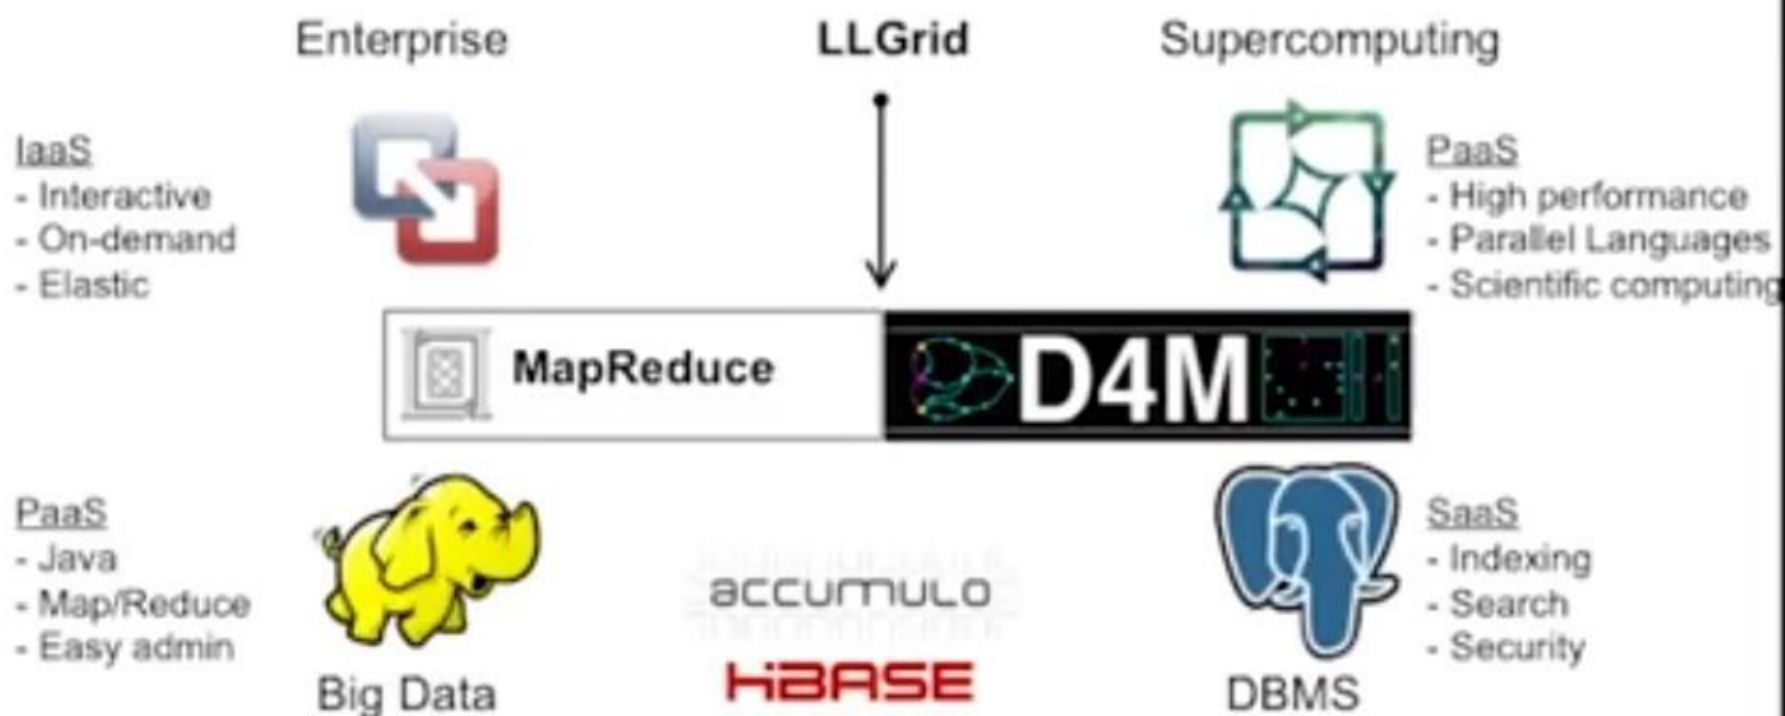 Enterprise
LLGrid
Supercomputing
IaaS
- Interactive
- On-demand
- Elastic
PaaS
- High performance
- Parallel Languages
- Scientific computing
MapReduce
D4M
PaaS
- Java
- Map/Reduce
- Easy admin
Big Data
accumulo
HBASE
SaaS
- Indexing
- Search
- Security
DBMS